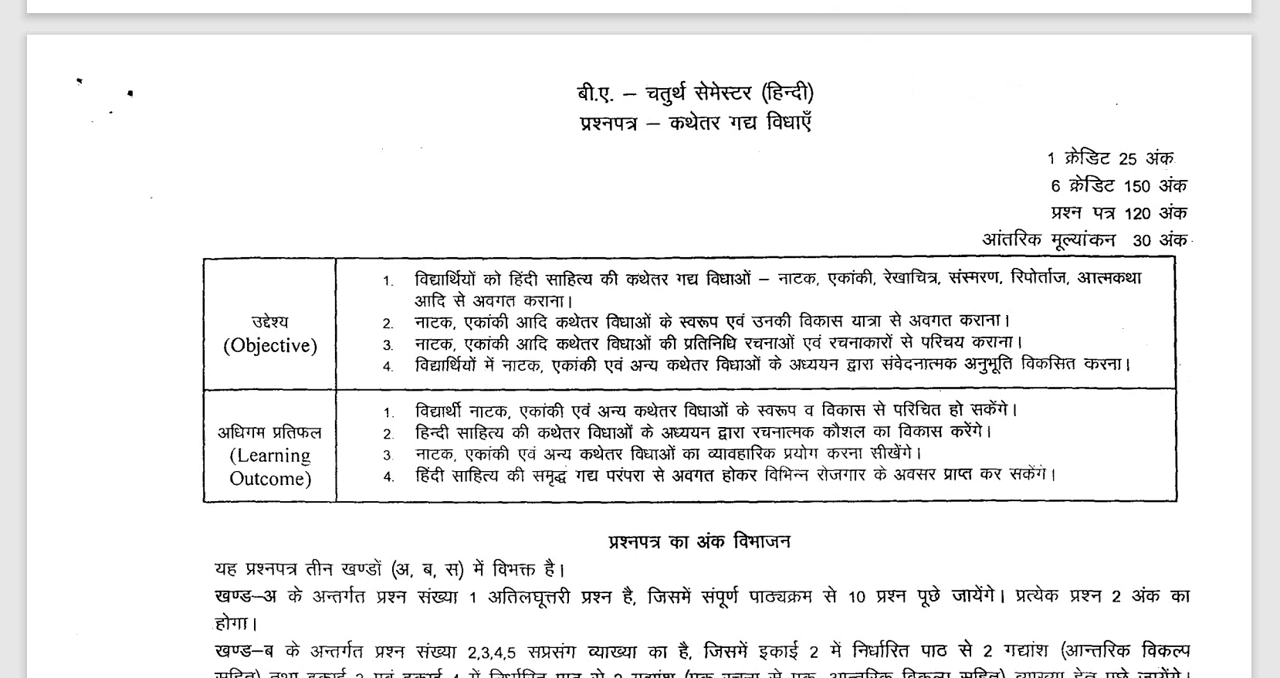 बी.ए. – चतुर्थ सेमेस्टर (हिन्दी)
प्रश्नपत्र – कथेतर गद्य विधाएँ
1 क्रेडिट 25 अंक
6 क्रेडिट 150 अंक
प्रश्न पत्र 120 अंक
आंतरिक मूल्यांकन 30 अंक
उद्देश्य
(Objective)
1. विद्यार्थियों को हिंदी साहित्य की कथेतर गद्य विधाओं – नाटक, एकांकी, रेखाचित्र, संस्मरण, रिपोर्ताज, आत्मकथा
आदि से अवगत कराना।
2. नाटक, एकांकी आदि कथेतर विधाओं के स्वरूप एवं उनकी विकास यात्रा से अवगत कराना।
3. नाटक, एकांकी आदि कथेतर विधाओं की प्रतिनिधि रचनाओं एवं रचनाकारों से परिचय कराना।
4. विद्यार्थियों में नाटक, एकांकी एवं अन्य कथेतर विधाओं के अध्ययन द्वारा संवेदनात्मक अनुभूति विकसित करना।
अधिगम प्रतिफल
(Learning
Outcome)
1. विद्यार्थी नाटक, एकांकी एवं अन्य कथेतर विधाओं के स्वरूप व विकास से परिचित हो सकेंगे।
2. हिन्दी साहित्य की कथेतर विधाओं के अध्ययन द्वारा रचनात्मक कौशल का विकास करेंगे।
3. नाटक, एकांकी एवं अन्य कथेतर विधाओं का व्यावहारिक प्रयोग करना सीखेंगे।
4. हिंदी साहित्य की समृद्ध गद्य परंपरा से अवगत होकर विभिन्न रोजगार के अवसर प्राप्त कर सकेंगे।
प्रश्नपत्र का अंक विभाजन
यह प्रश्नपत्र तीन खण्डों (अ, ब, स) में विभक्त है।
खण्ड–अ के अन्तर्गत प्रश्न संख्या 1 अतिलघूत्तरी प्रश्न है, जिसमें संपूर्ण पाठ्यक्रम से 10 प्रश्न पूछे जायेंगे। प्रत्येक प्रश्न 2 अंक का
होगा।
खण्ड–ब के अन्तर्गत प्रश्न संख्या 2,3,4,5 सप्रसंग व्याख्या का है, जिसमें इकाई 2 में निर्धारित पाठ से 2 गद्यांश (आन्तरिक विकल्प